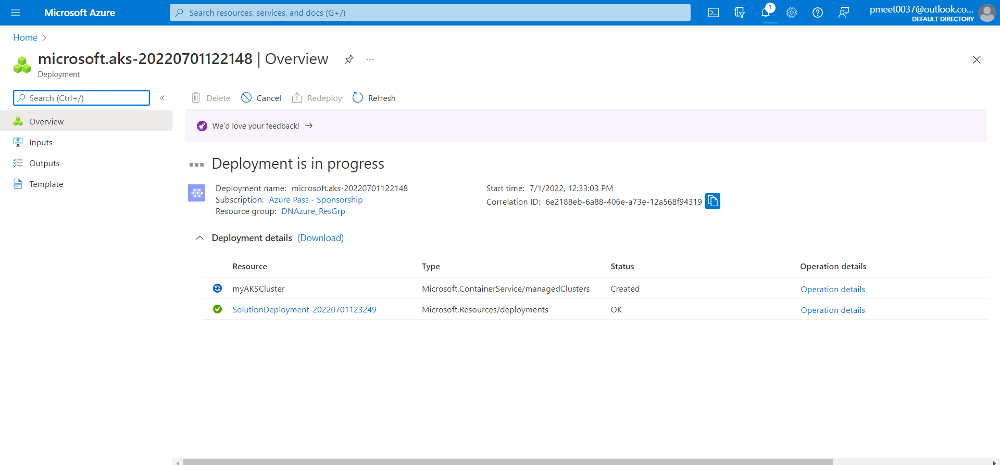 Microsoft Azure
Search resources, services, and docs (G+/)
1
pmeet0037@outlook.co...
DEFAULT DIRECTORY
Home
microsoft.aks-20220701122148 | Overview
...
Deployment
Search (Ctrl+/)
«
Delete
Cancel
Redeploy
Refresh
Overview
Inputs
Outputs
Template
We'd love your feedback! →
Deployment is in progress
Deployment name: microsoft.aks-20220701122148
Subscription: Azure Pass - Sponsorship
Resource group: DNAzure_ResGrp
Start time: 7/1/2022, 12:33:03 PM
Correlation ID: 6e2188eb-6a88-406e-a73e-12a568f94319
Deployment details (Download)
Resource Type Status Operation details
myAKSCluster Microsoft.ContainerService/managedClusters Created Operation details
SolutionDeployment-20220701123249 Microsoft.Resources/deployments OK Operation details